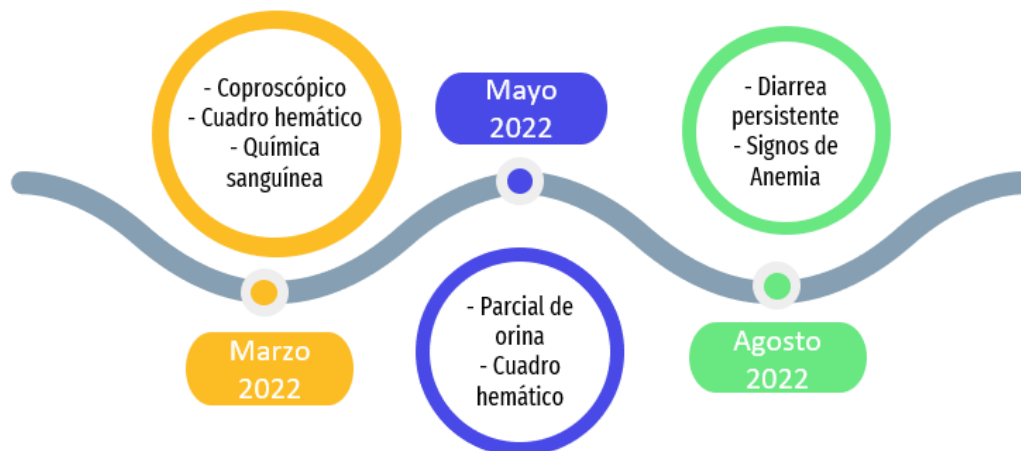 - Coproscópico
- Cuadro hemático
- Química
sanguínea
Marzo
2022
Mayo
2022
- Parcial de
orina
- Cuadro
hemático
- Diarrea
persistente
- Signos de
Anemia
Agosto
2022